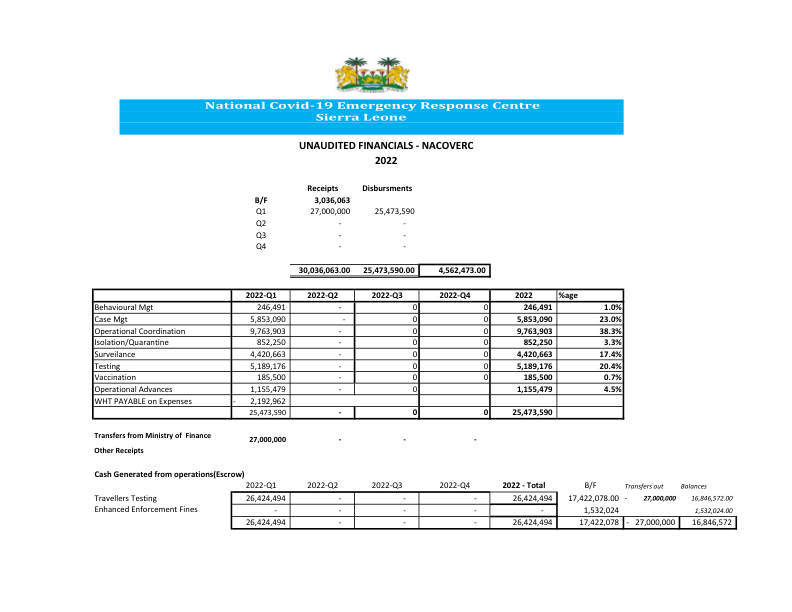 National Covid-19 Emergency Response Centre
Sierra Leone
UNAUDITED FINANCIALS - NACOVERC
2022
Receipts Disbursments
B/F 3,036,063
Q1 27,000,000 25,473,590
Q2 - -
Q3 - -
Q4 - -
30,036,063.00 25,473,590.00 4,562,473.00
2022-Q1 2022-Q2 2022-Q3 2022-Q4 2022 %age
Behavioural Mgt 246,491 - 0 0 246,491 1.0%
Case Mgt 5,853,090 - 0 0 5,853,090 23.0%
Operational Coordination 9,763,903 - 0 0 9,763,903 38.3%
Isolation/Quarantine 852,250 - 0 0 852,250 3.3%
Surveilance 4,420,663 - 0 0 4,420,663 17.4%
Testing 5,189,176 - 0 0 5,189,176 20.4%
Vaccination 185,500 - 0 0 185,500 0.7%
Operational Advances 1,155,479 - 0 1,155,479 4.5%
WHT PAYABLE on Expenses - 2,192,962
25,473,590 - 0 0 25,473,590
Transfers from Ministry of Finance 27,000,000 - - -
Other Receipts
Cash Generated from operations(Escrow)
2022-Q1 2022-Q2 2022-Q3 2022-Q4 2022 - Total B/F Transfers out Balances
Travellers Testing 26,424,494 - - - 26,424,494 17,422,078.00 - 27,000,000 16,846,572.00
Enhanced Enforcement Fines - - - - - 1,532,024 1,532,024.00
26,424,494 - - - 26,424,494 17,422,078 - 27,000,000 16,846,572